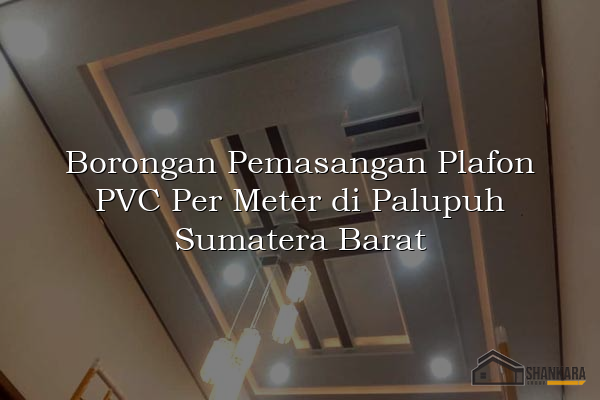 Borongan Pemasangan Plafon
PVC Per Meter di Palupuh
Sumatera Barat
SHANKARA